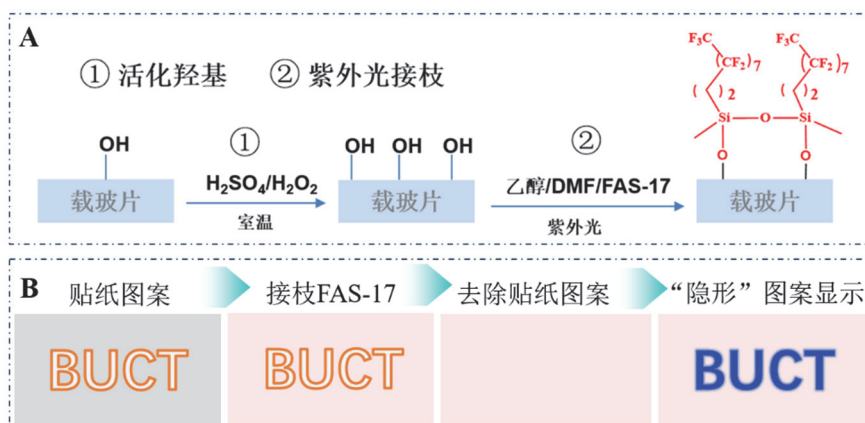 A
① 活化羟基 ② 紫外光接枝
OH
载玻片
①
H₂SO₄/H₂O₂
室温
OH OH OH
载玻片
②
乙醇/DMF/FAS-17
紫外光
F₃C F₃C
(CF₂)₇ (CF₂)₇
( )₂ ( )₂
Si O Si
O O
载玻片
B
贴纸图案 接枝FAS-17 去除贴纸图案 “隐形”图案显示
BUCT BUCT BUCT